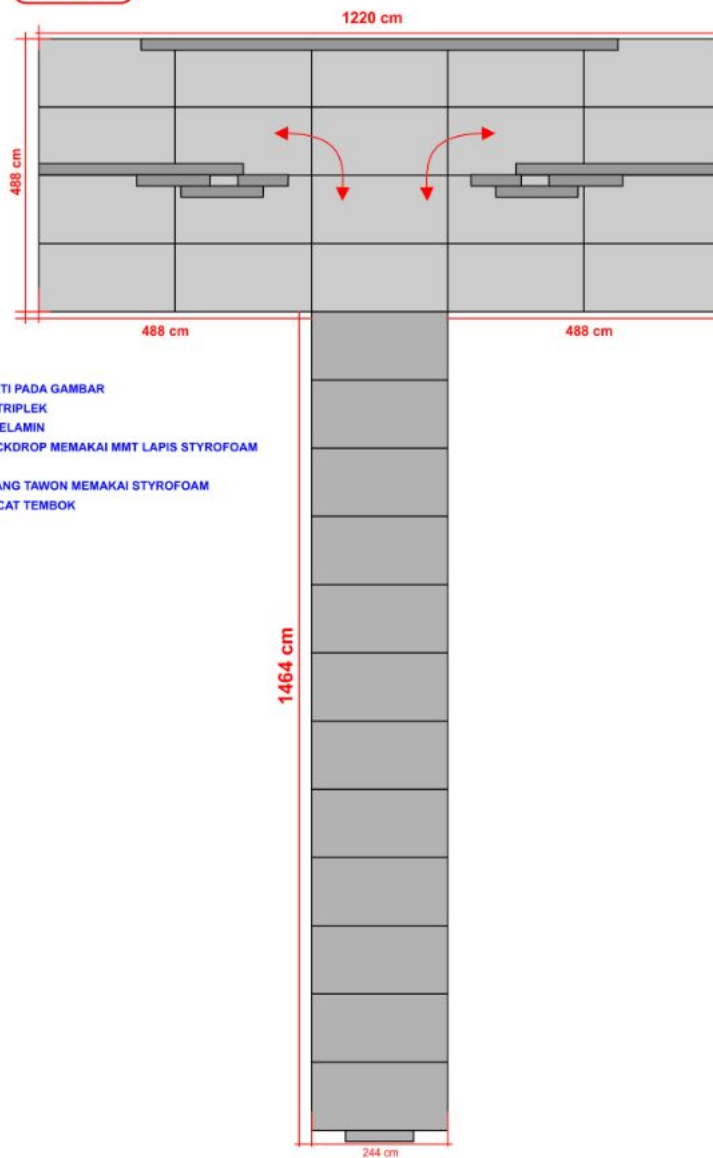 1220 cm
488 cm
488 cm
488 cm
TI PADA GAMBAR
TRIPLEK
ELAMIN
CKDROP MEMAKAI MMT LAPIS STYROFOAM
ANG TAWON MEMAKAI STYROFOAM
CAT TEMBOK
1464 cm
244 cm